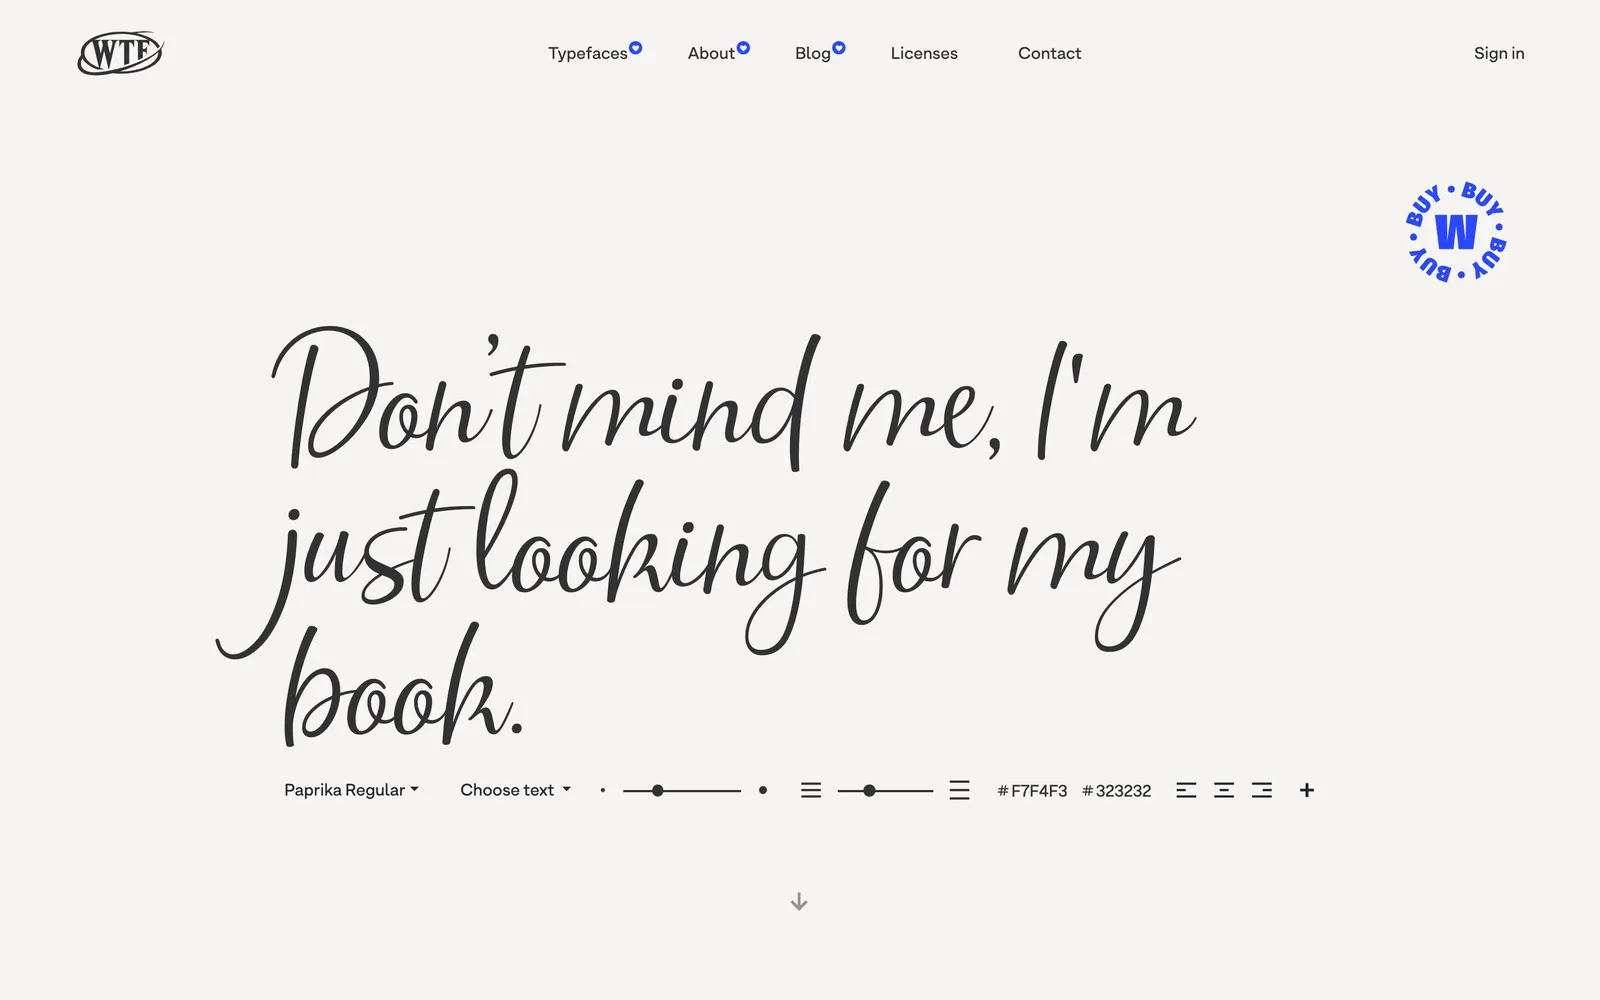 WTF
Typefaces About Blog Licenses Contact Sign in
BUY • BUY • BUY • BUY •
W
Don’t mind me, I'm
just looking for my
book.
Paprika Regular Choose text #F7F4F3 #323232 +